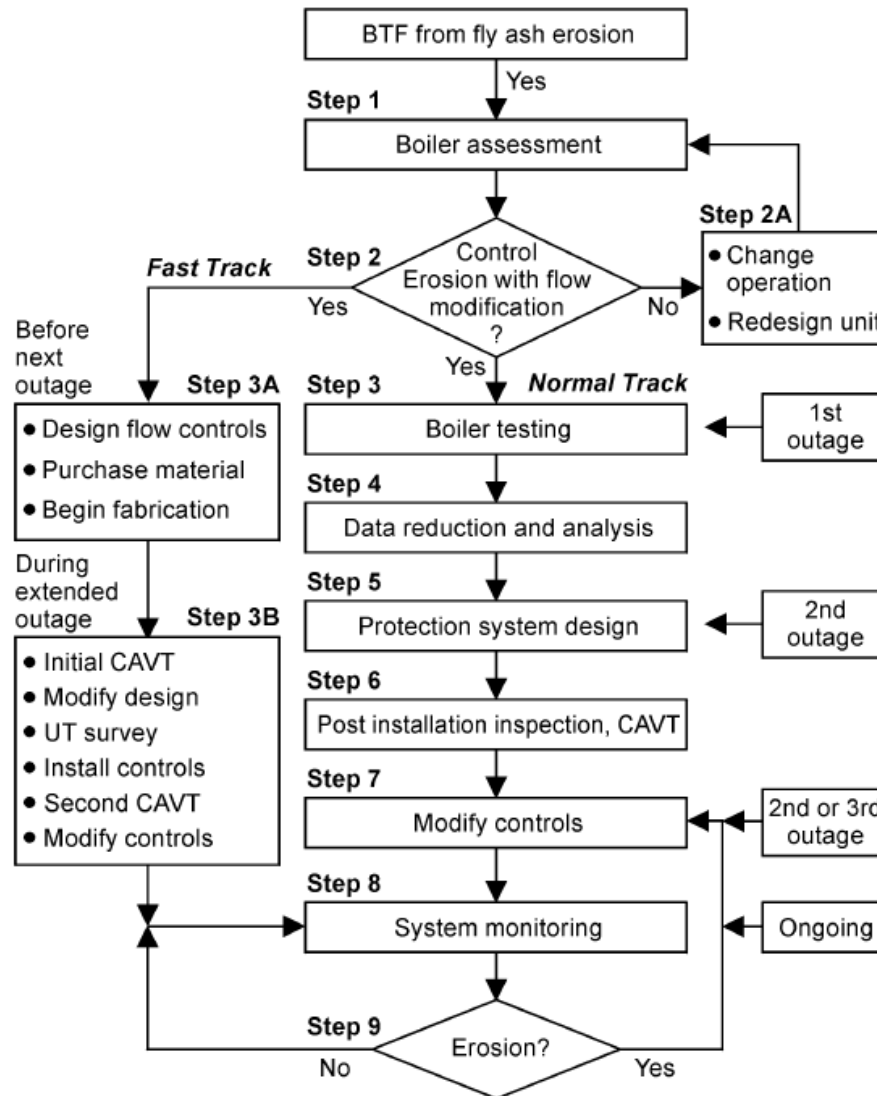 BTF from fly ash erosion
Yes
Step 1
Boiler assessment
Step 2A
● Change
operation
● Redesign unit
Step 2
Control
Erosion with flow
modification
?
Fast Track
Yes
No
Yes
Before
next
outage
Step 3A
● Design flow controls
● Purchase material
● Begin fabrication
During
extended
outage
Step 3B
● Initial CAVT
● Modify design
● UT survey
● Install controls
● Second CAVT
● Modify controls
Normal Track
Step 3
Boiler testing
1st
outage
Step 4
Data reduction and analysis
Step 5
Protection system design
2nd
outage
Step 6
Post installation inspection, CAVT
Step 7
Modify controls
2nd or 3rd
outage
Step 8
System monitoring
Ongoing
Step 9
Erosion?
No
Yes